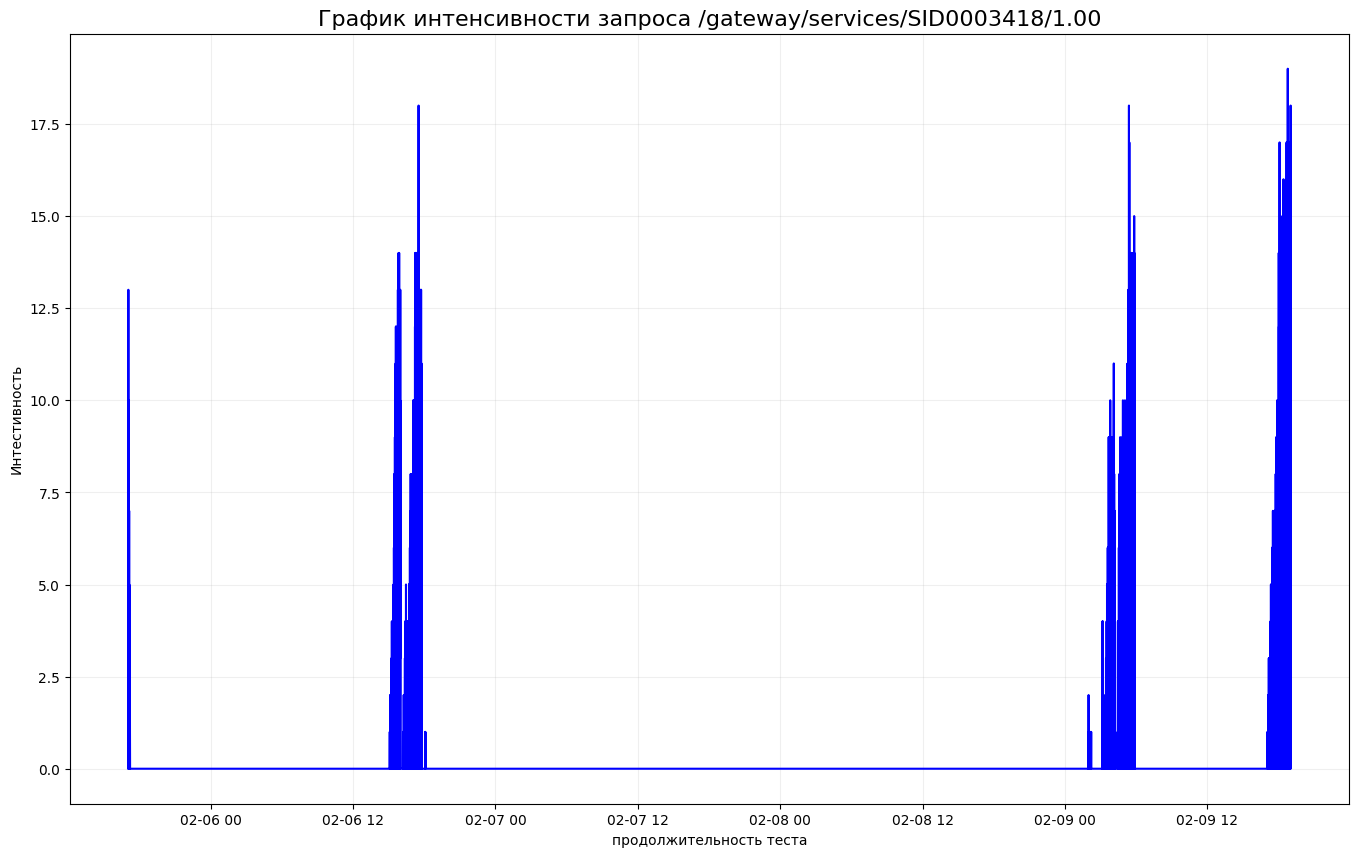 График интенсивности запроса /gateway/services/SID0003418/1.00
17.5
15.0
12.5
10.0
7.5
5.0
2.5
0.0
Интестивность
02-06 00 02-06 12 02-07 00 02-07 12 02-08 00 02-08 12 02-09 00 02-09 12
продолжительность теста